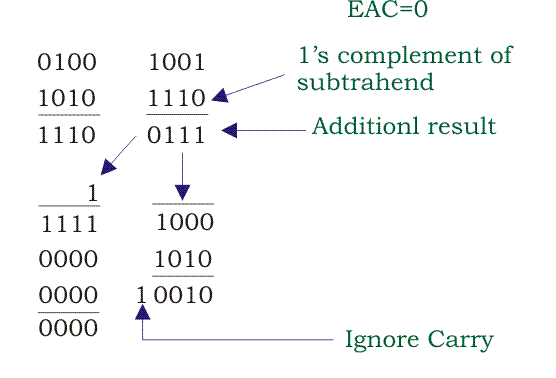 EAC=0
0100 1001 1's complement of
subtrahend
1010 1110
1110 0111 Additionl result
1
1111 1000
0000 1010
0000 1 0010
0000
Ignore Carry